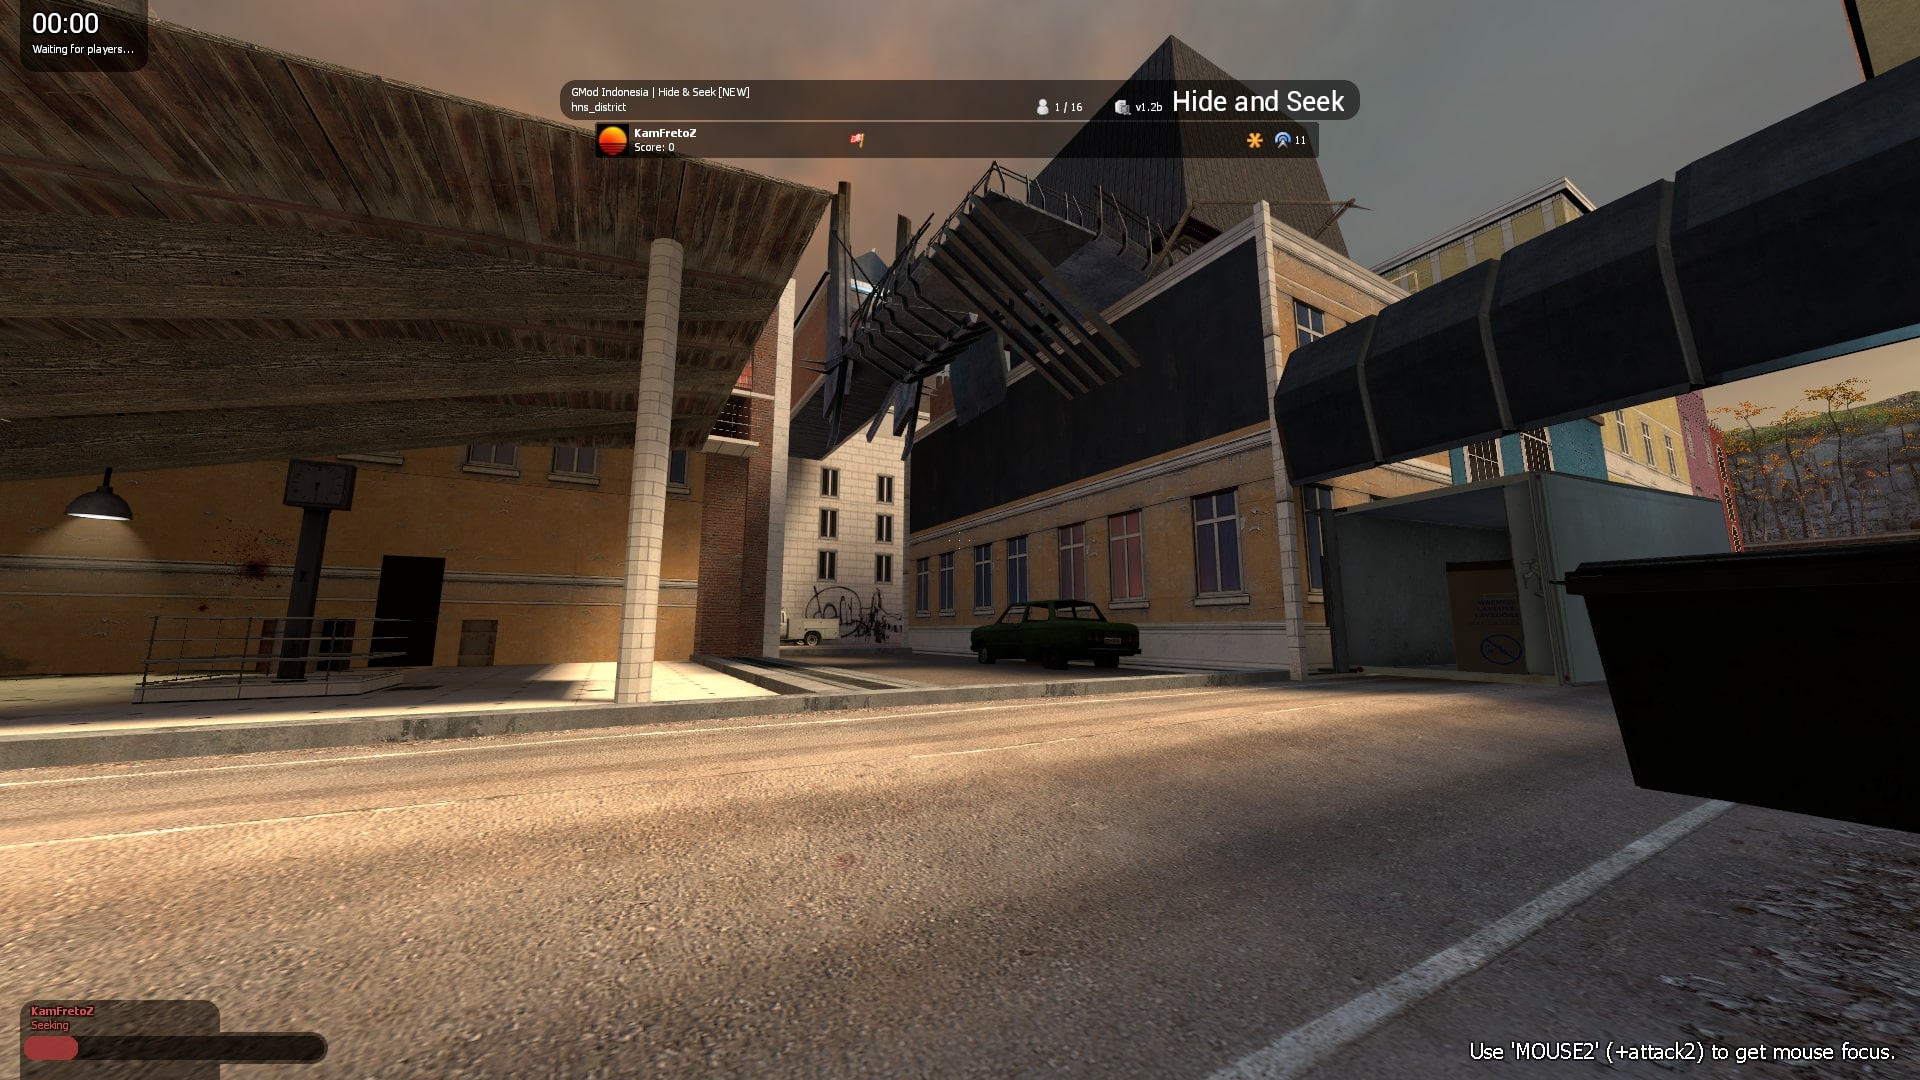 00:00
Waiting for players...
GMod Indonesia | Hide & Seek [NEW]
hns_district
1 / 16
v1.2b
Hide and Seek
KamFretoZ
Score: 0
11
KamFretoZ
Seeking
Use 'MOUSE2' (+attack2) to get mouse focus.